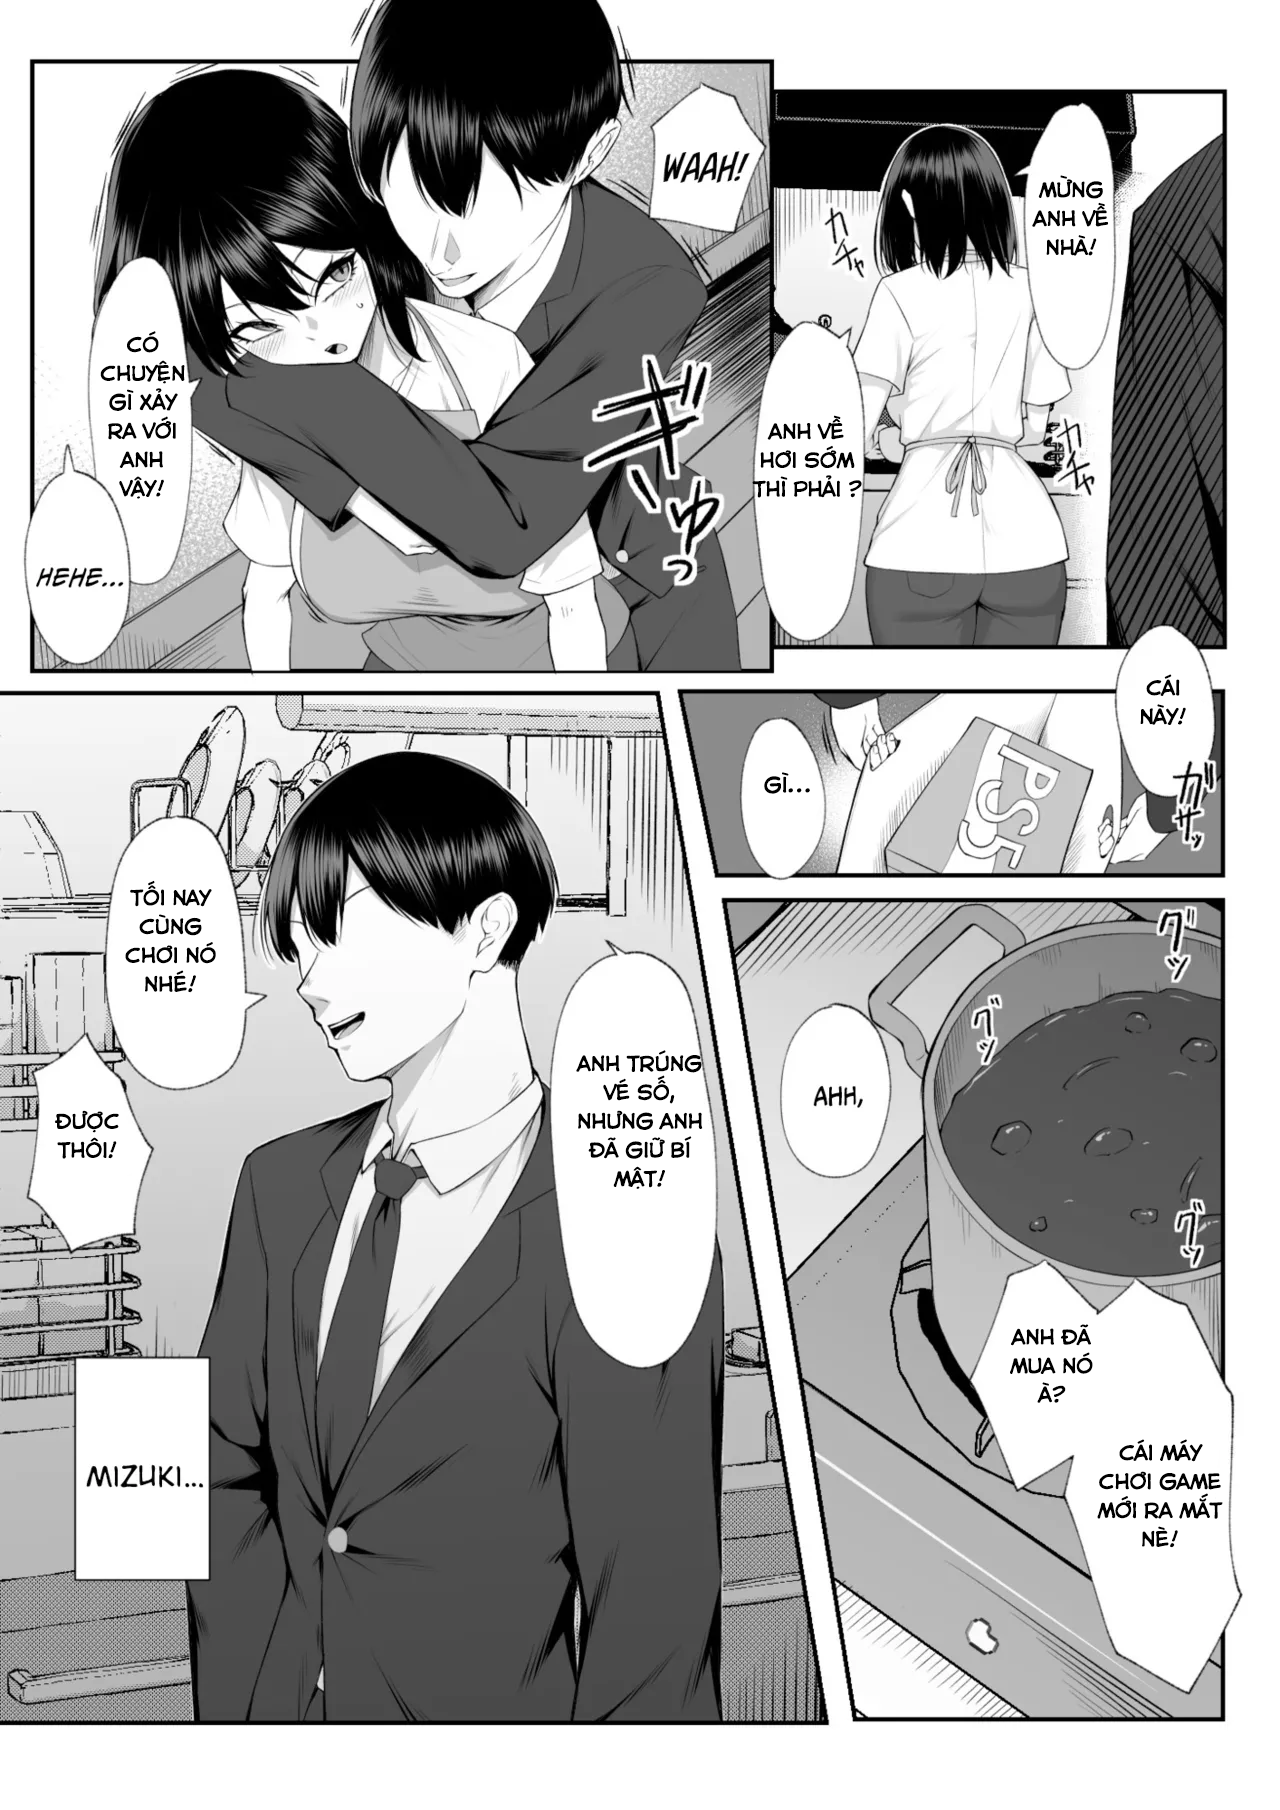 MỪNG
ANH VỀ
NHÀ!
カチャ
ANH VỀ
HƠI SỚM
THÌ PHẢI ?
カチャ
WAAH!
ギュッ
CÓ
CHUYỆN
GÌ XẢY
RA VỚI
ANH
VẬY!
HEHE...
CÁI
NÀY!
ガサッ
PS5
GÌ...
グツ
グツ
グツ
AHH,
ANH ĐÃ
MUA NÓ
À?
CÁI MÁY
CHƠI GAME
MỚI RA MẮT
NÈ!
ANH TRÚNG
VÉ SỐ,
NHƯNG ANH
ĐÃ GIỮ BÍ
MẬT!
TỐI NAY
CÙNG
CHƠI NÓ
NHÉ!
ĐƯỢC
THÔI!
MIZUKI...